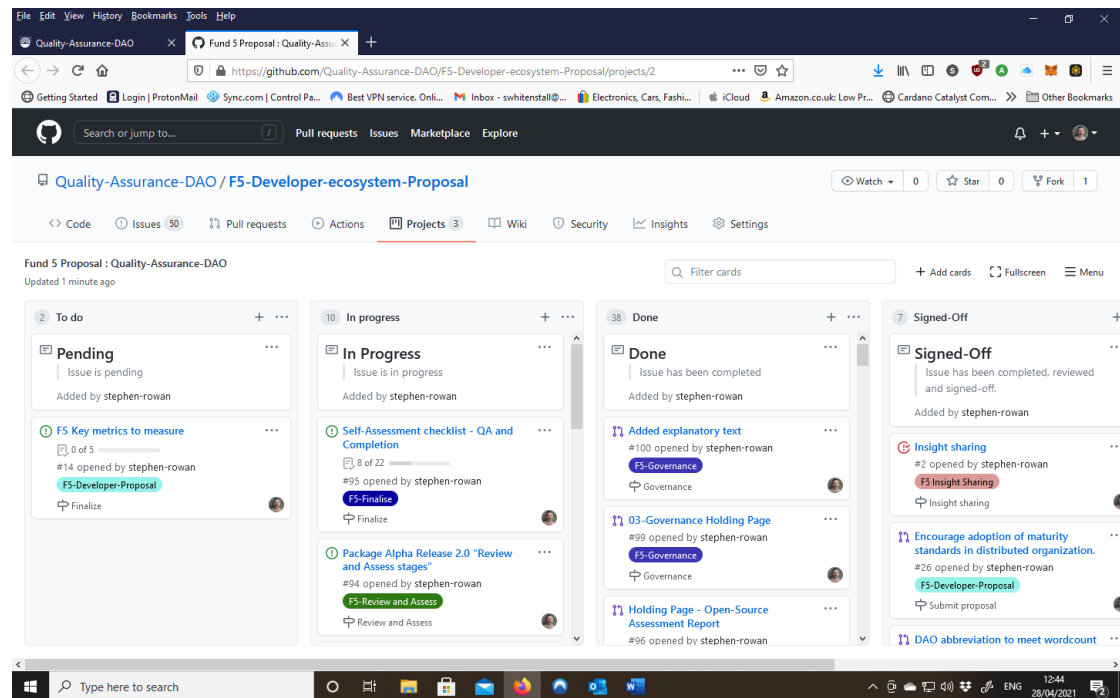 File Edit View History Bookmarks Tools Help
Quality-Assurance-DAO
Fund 5 Proposal : Quality-Assu
https://github.com/Quality-Assurance-DAO/F5-Developer-ecosystem-Proposal/projects/2
Getting Started Login | ProtonMail Sync.com | Control Pa... Best VPN service. Onli... Inbox - swhitenstall@... Electronics, Cars, Fashi... iCloud Amazon.co.uk: Low Pr... Cardano Catalyst Com... Other Bookmarks
Search or jump to... / Pull requests Issues Marketplace Explore
Quality-Assurance-DAO / F5-Developer-ecosystem-Proposal
Watch 0 Star 0 Fork 1
Code Issues 50 Pull requests Actions Projects 3 Wiki Security Insights Settings
Fund 5 Proposal : Quality-Assurance-DAO
Updated 1 minute ago
Filter cards
Add cards Fullscreen Menu
2 To do
Pending
Issue is pending
Added by stephen-rowan
F5 Key metrics to measure
0 of 5
#14 opened by stephen-rowan
F5-Developer-Proposal
Finalize
10 In progress
In Progress
Issue is in progress
Added by stephen-rowan
Self-Assessment checklist - QA and
Completion
8 of 22
#95 opened by stephen-rowan
F5-Finalise
Finalize
Package Alpha Release 2.0 "Review
and Assess stages"
#94 opened by stephen-rowan
F5-Review and Assess
Review and Assess
38 Done
Done
Issue has been completed
Added by stephen-rowan
Added explanatory text
#100 opened by stephen-rowan
F5-Governance
Governance
03-Governance Holding Page
#99 opened by stephen-rowan
F5-Governance
Governance
Holding Page - Open-Source
Assessment Report
#96 opened by stephen-rowan
7 Signed-Off
Signed-Off
Issue has been completed, reviewed
and signed-off.
Added by stephen-rowan
Insight sharing
#2 opened by stephen-rowan
F5 Insight Sharing
Insight sharing
Encourage adoption of maturity
standards in distributed organization.
#26 opened by stephen-rowan
F5-Developer-Proposal
Submit proposal
DAO abbreviation to meet wordcount
Type here to search
ENG
12:44
28/04/2021